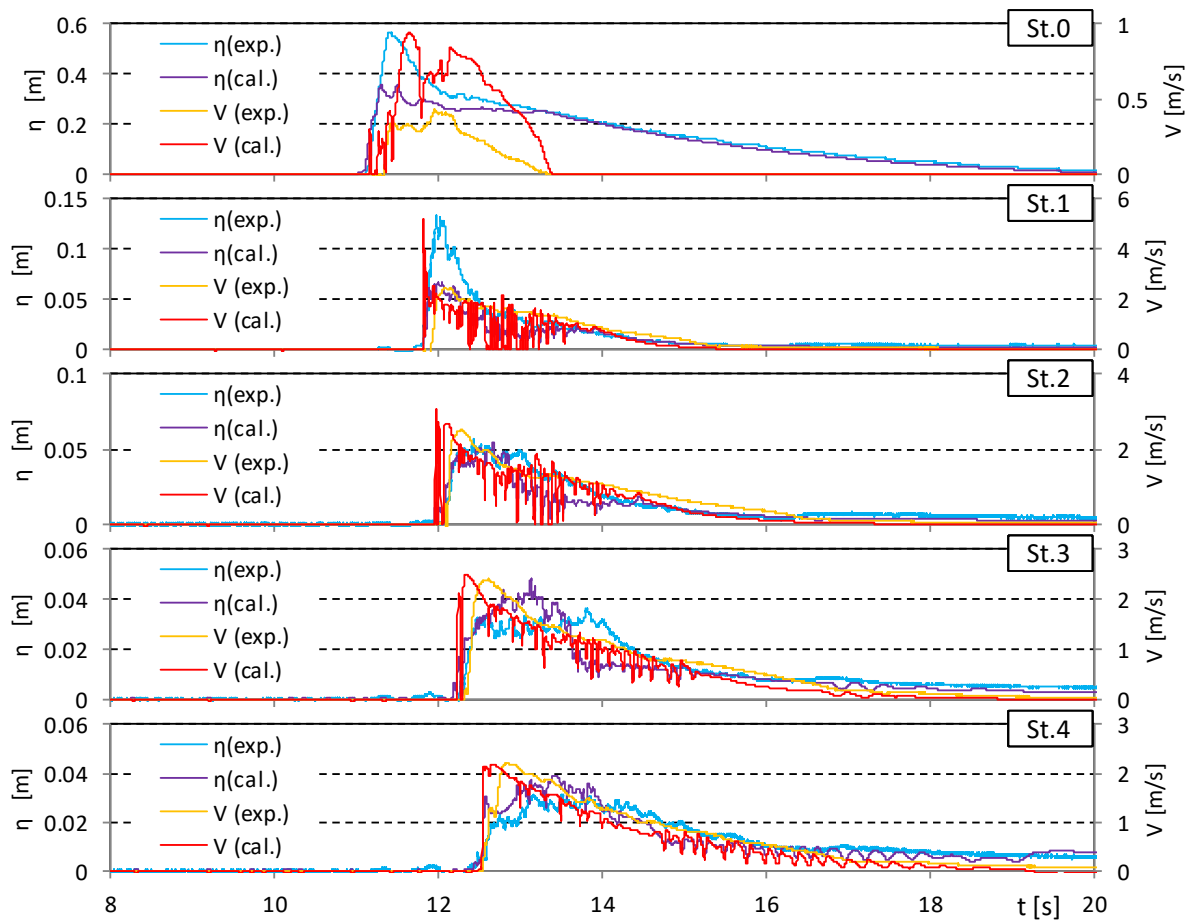 St.0
0.6
0.4
0.2
0
η [m]
η(exp.)
η(cal.)
V (exp.)
V (cal.)
1
0.5
0
V [m/s]
St.1
0.15
0.1
0.05
0
η [m]
η(exp.)
η(cal.)
V (exp.)
V (cal.)
6
4
2
0
V [m/s]
St.2
0.1
0.05
0
η [m]
η(exp.)
η(cal.)
V (exp.)
V (cal.)
4
2
0
V [m/s]
St.3
0.06
0.04
0.02
0
η [m]
η(exp.)
η(cal.)
V (exp.)
V (cal.)
3
2
1
0
V [m/s]
St.4
0.06
0.04
0.02
0
η [m]
η(exp.)
η(cal.)
V (exp.)
V (cal.)
3
2
1
0
V [m/s]
8 10 12 14 16 18 t [s] 20